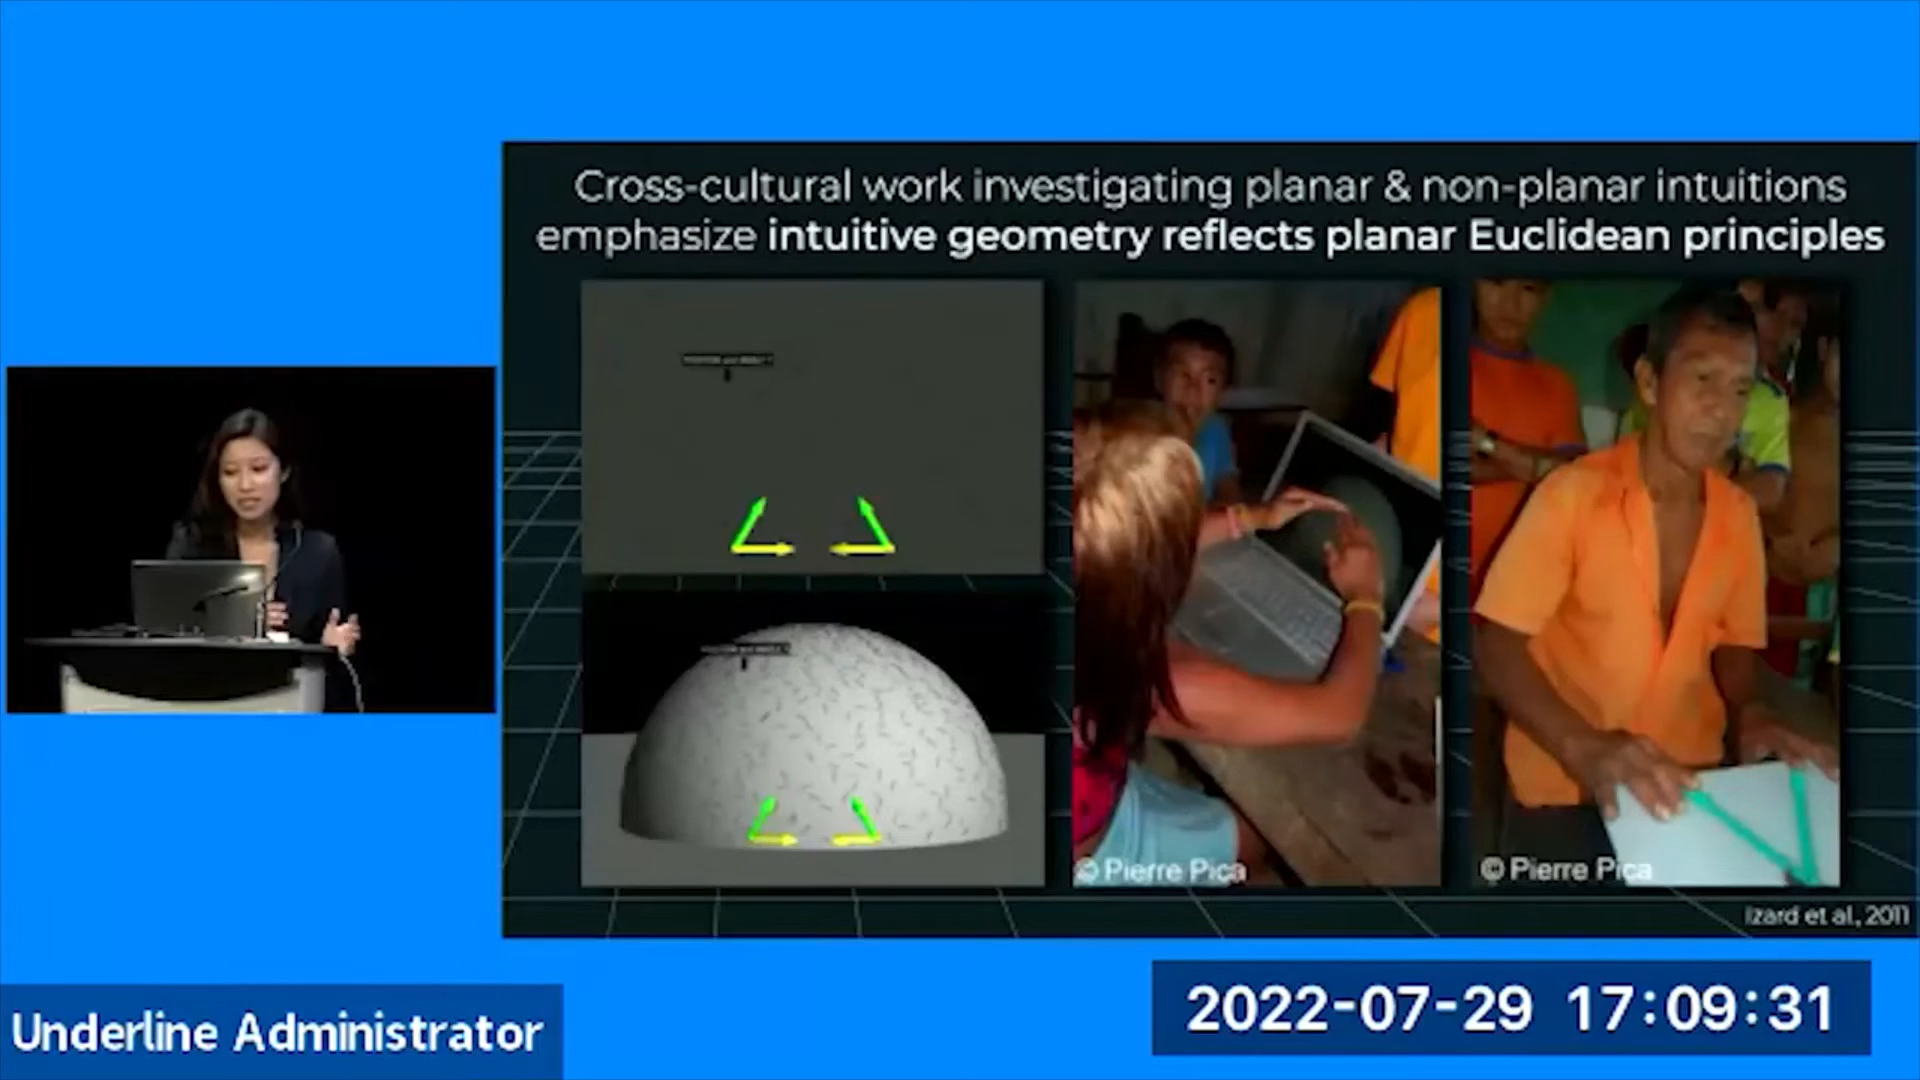 Cross-cultural work investigating planar & non-planar intuitions
emphasize intuitive geometry reflects planar Euclidean principles
© Pierre Pica
© Pierre Pica
Izard et al., 2011
Underline Administrator
2022-07-29 17:09:31